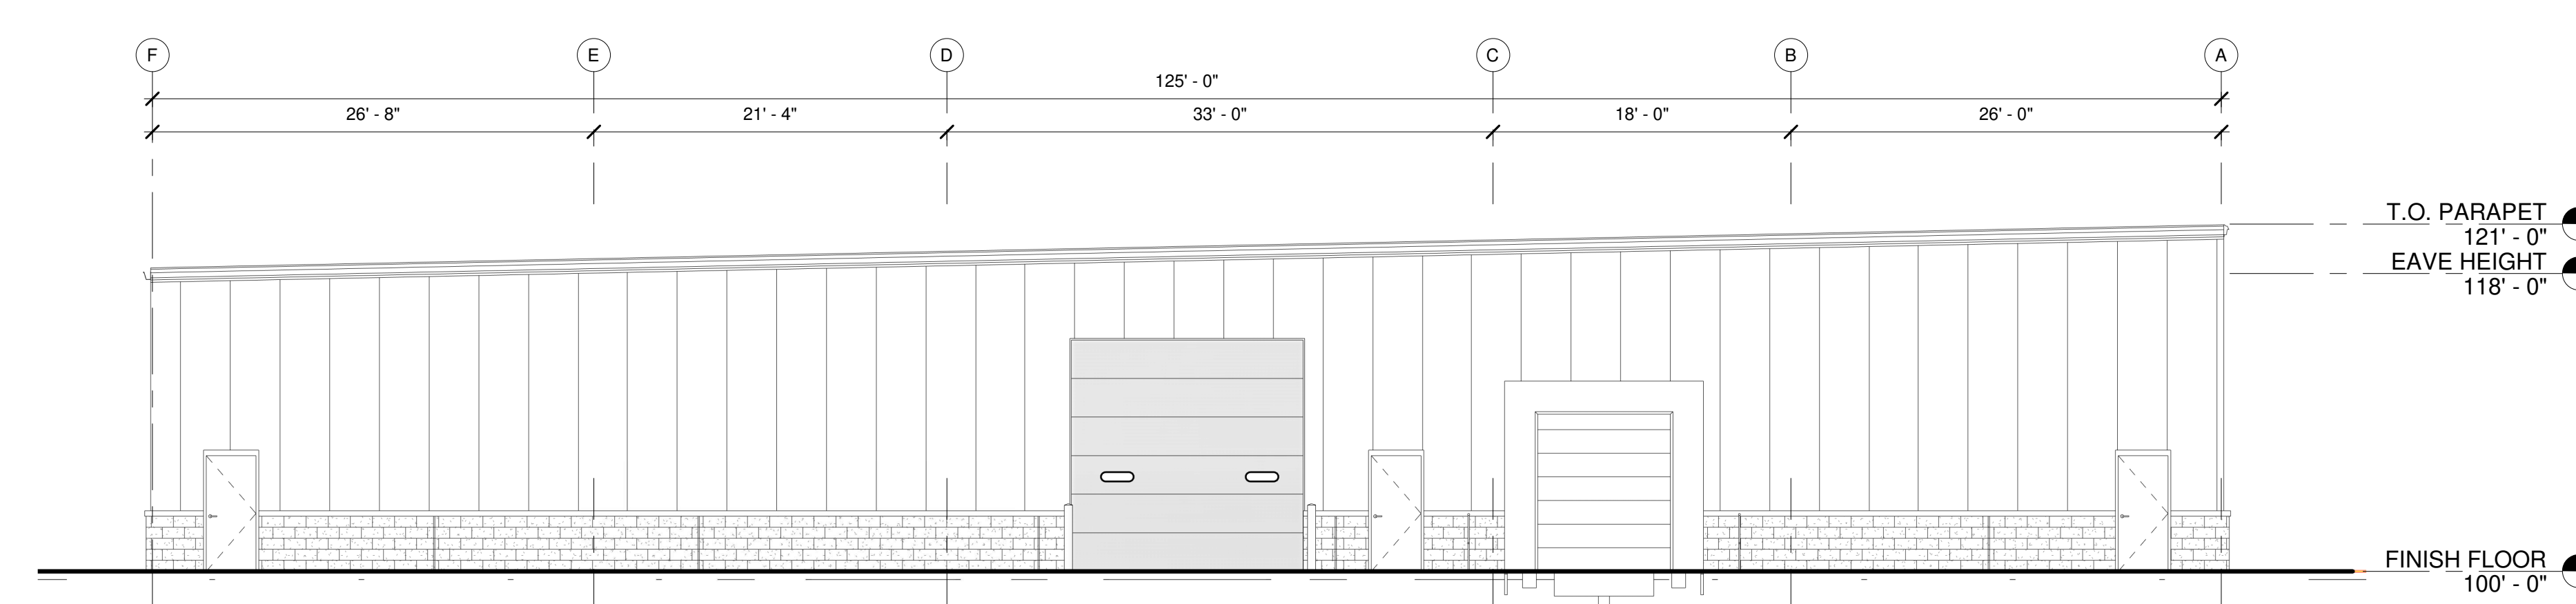 F E D C B A
125' - 0"
26' - 8" 21' - 4" 33' - 0" 18' - 0" 26' - 0"
T.O. PARAPET
121' - 0"
EAVE HEIGHT
118' - 0"
FINISH FLOOR
100' - 0"